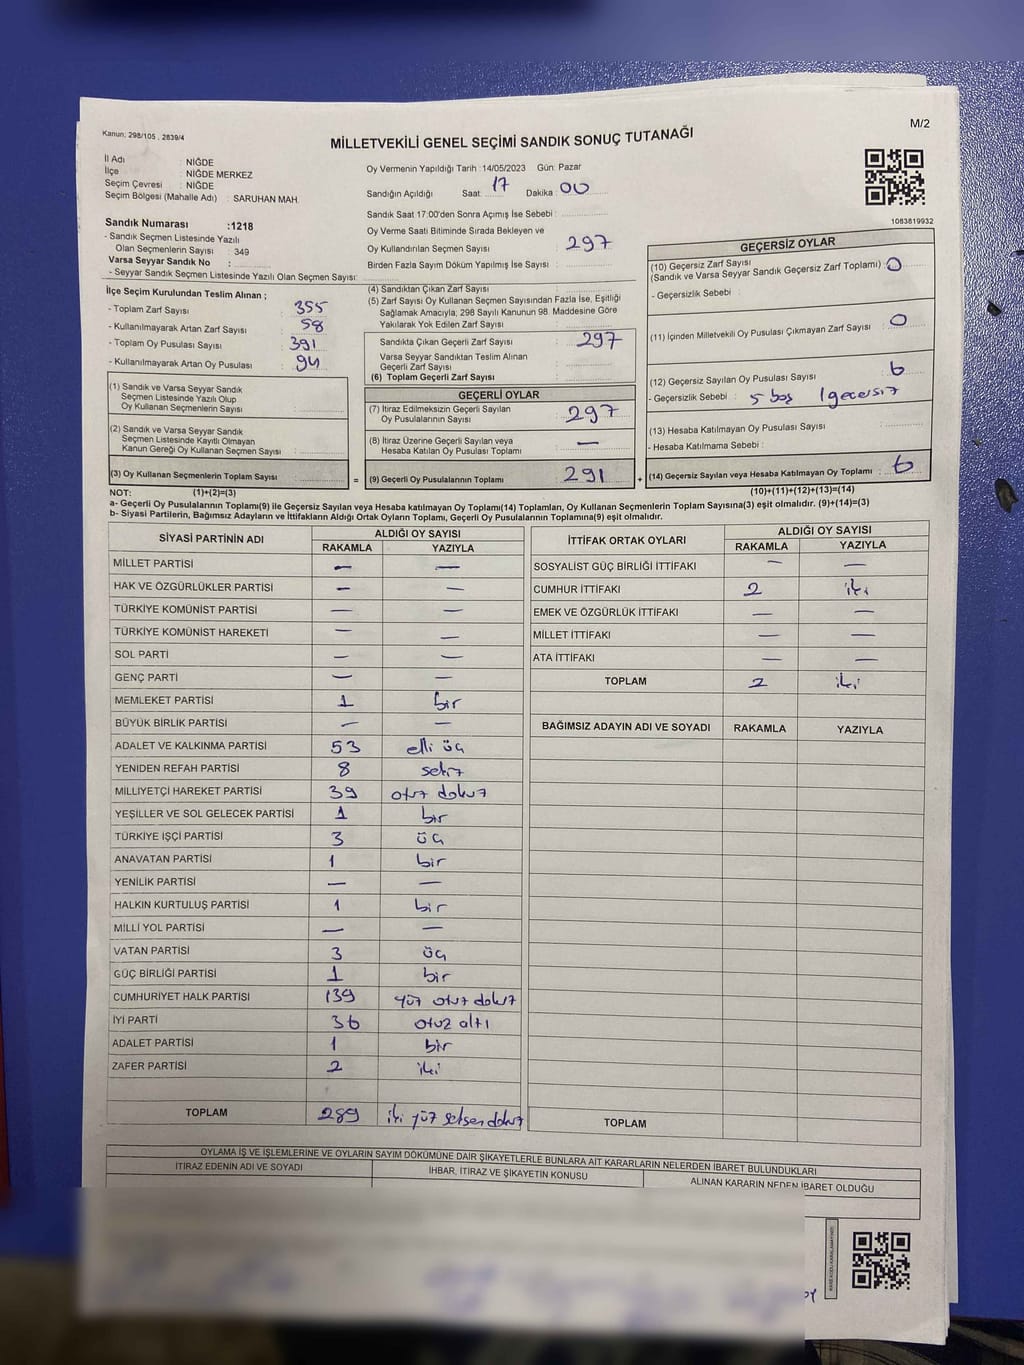 Kanun; 298/105 , 2839/4
M/2
MİLLETVEKİLİ GENEL SEÇİMİ SANDIK SONUÇ TUTANAĞI
İl Adı : NİĞDE
İlçe : NİĞDE MERKEZ
Seçim Çevresi : NİĞDE
Seçim Bölgesi (Mahalle Adı) : SARUHAN MAH.
Sandık Numarası :1218
- Sandık Seçmen Listesinde Yazılı
Olan Seçmenlerin Sayısı : 349
Varsa Seyyar Sandık No :
- Seyyar Sandık Seçmen Listesinde Yazılı Olan Seçmen Sayısı:
Oy Vermenin Yapıldığı Tarih :14/05/2023 Gün: Pazar
Sandığın Açıldığı Saat : 17 Dakika : 00
Sandık Saat 17:00'den Sonra Açımış İse Sebebi :
Oy Verme Saati Bitiminde Sırada Bekleyen ve
Oy Kullandırılan Seçmen Sayısı : 297
Birden Fazla Sayım Döküm Yapılmış İse Sayısı :
1083819932
İlçe Seçim Kurulundan Teslim Alınan ;
- Toplam Zarf Sayısı : 355
- Kullanılmayarak Artan Zarf Sayısı : 58
- Toplam Oy Pusulası Sayısı : 391
- Kullanılmayarak Artan Oy Pusulası : 94
(1) Sandık ve Varsa Seyyar Sandık
Seçmen Listesinde Yazılı Olup
Oy Kullanan Seçmenlerin Sayısı :
(2) Sandık ve Varsa Seyyar Sandık
Seçmen Listesinde Kayıtlı Olmayan
Kanun Gereği Oy Kullanan Seçmen Sayısı :
(3) Oy Kullanan Seçmenlerin Toplam Sayısı :
(4) Sandıktan Çıkan Zarf Sayısı :
(5) Zarf Sayısı Oy Kullanan Seçmen Sayısından Fazla İse, Eşitliği
Sağlamak Amacıyla; 298 Sayılı Kanunun 98. Maddesine Göre
Yakılarak Yok Edilen Zarf Sayısı :
Sandıkta Çıkan Geçerli Zarf Sayısı : 297
Varsa Seyyar Sandıktan Teslim Alınan
Geçerli Zarf Sayısı :
(6) Toplam Geçerli Zarf Sayısı :
GEÇERLİ OYLAR
(7) İtiraz Edilmeksizin Geçerli Sayılan
Oy Pusulalarının Sayısı : 297
(8) İtiraz Üzerine Geçerli Sayılan veya
Hesaba Katılan Oy Pusulası Toplamı : —
= (9) Geçerli Oy Pusulalarının Toplamı : 291 +
GEÇERSİZ OYLAR
(10) Geçersiz Zarf Sayısı
(Sandık ve Varsa Seyyar Sandık Geçersiz Zarf Toplamı) : 0
- Geçersizlik Sebebi :
(11) İçinden Milletvekili Oy Pusulası Çıkmayan Zarf Sayısı : 0
(12) Geçersiz Sayılan Oy Pusulası Sayısı : 6
- Geçersizlik Sebebi : 5 boş 1 geçersiz
(13) Hesaba Katılmayan Oy Pusulası Sayısı :
- Hesaba Katılmama Sebebi :
(14) Geçersiz Sayılan veya Hesaba Katılmayan Oy Toplamı : 6
NOT: (1)+(2)=(3)
(10)+(11)+(12)+(13)=(14)
a- Geçerli Oy Pusulalarının Toplamı(9) ile Geçersiz Sayılan veya Hesaba katılmayan Oy Toplamı(14) Toplamları, Oy Kullanan Seçmenlerin Toplam Sayısına(3) eşit olmalıdır. (9)+(14)=(3)
b- Siyasi Partilerin, Bağımsız Adayların ve İttifakların Aldığı Ortak Oyların Toplamı, Geçerli Oy Pusulalarının Toplamına(9) eşit olmalıdır.
SİYASİ PARTİNİN ADI
ALDIĞI OY SAYISI
RAKAMLA YAZIYLA
MİLLET PARTİSİ — —
HAK VE ÖZGÜRLÜKLER PARTİSİ — —
TÜRKİYE KOMÜNİST PARTİSİ — —
TÜRKİYE KOMÜNİST HAREKETİ — —
SOL PARTİ — —
GENÇ PARTİ — —
MEMLEKET PARTİSİ 1 bir
BÜYÜK BİRLİK PARTİSİ — —
ADALET VE KALKINMA PARTİSİ 53 elli üç
YENİDEN REFAH PARTİSİ 8 sekiz
MİLLİYETÇİ HAREKET PARTİSİ 39 otuz dokuz
YEŞİLLER VE SOL GELECEK PARTİSİ 1 bir
TÜRKİYE İŞÇİ PARTİSİ 3 üç
ANAVATAN PARTİSİ 1 bir
YENİLİK PARTİSİ — —
HALKIN KURTULUŞ PARTİSİ 1 bir
MİLLİ YOL PARTİSİ — —
VATAN PARTİSİ 3 üç
GÜÇ BİRLİĞİ PARTİSİ 1 bir
CUMHURİYET HALK PARTİSİ 139 yüz otuz dokuz
İYİ PARTİ 36 otuz altı
ADALET PARTİSİ 1 bir
ZAFER PARTİSİ 2 iki
TOPLAM 289 iki yüz seksen dokuz
İTTİFAK ORTAK OYLARI
ALDIĞI OY SAYISI
RAKAMLA YAZIYLA
SOSYALİST GÜÇ BİRLİĞİ İTTİFAKI — —
CUMHUR İTTİFAKI 2 iki
EMEK VE ÖZGÜRLÜK İTTİFAKI — —
MİLLET İTTİFAKI — —
ATA İTTİFAKI — —
TOPLAM 2 iki
BAĞIMSIZ ADAYIN ADI VE SOYADI RAKAMLA YAZIYLA
TOPLAM
OYLAMA İŞ VE İŞLEMLERİNE VE OYLARIN SAYIM DÖKÜMÜNE DAİR ŞİKAYETLERLE BUNLARA AİT KARARLARIN NELERDEN İBARET BULUNDUKLARI
İTİRAZ EDENİN ADI VE SOYADI
İHBAR, İTİRAZ VE ŞİKAYETİN KONUSU
ALINAN KARARIN NEDEN İBARET OLDUĞU